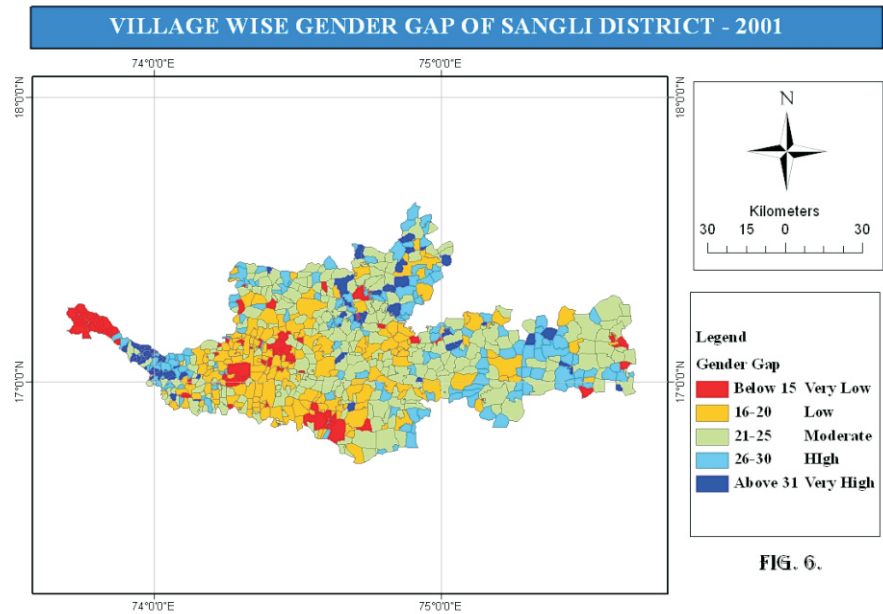 VILLAGE WISE GENDER GAP OF SANGLI DISTRICT - 2001
74°0'0"E 75°0'0"E
18°0'0"N 18°0'0"N
17°0'0"N 17°0'0"N
74°0'0"E 75°0'0"E
N
Kilometers
30 15 0 30
Legend
Gender Gap
Below 15 Very Low
16-20 Low
21-25 Moderate
26-30 HIgh
Above 31 Very High
FIG. 6.